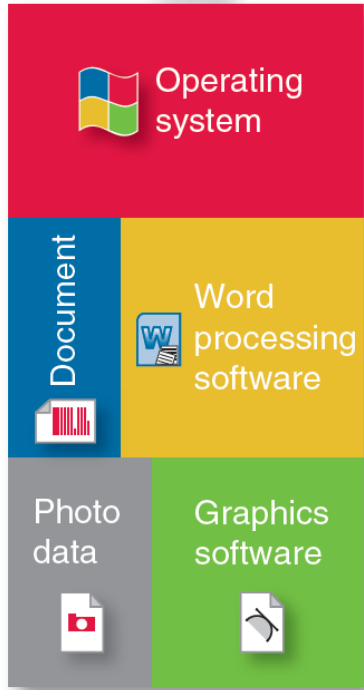 Operating
system
Document
Word
processing
software
W
Photo
data
Graphics
software